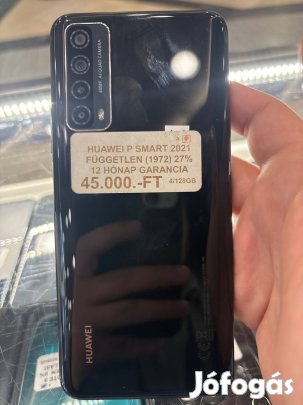 48MP AI QUAD CAMERA
HUAWEI P SMART 2021
FÜGGETLEN (1972) 27%
12 HÓNAP GARANCIA
45.000.-FT 4/128GB
HUAWEI
Jófogás